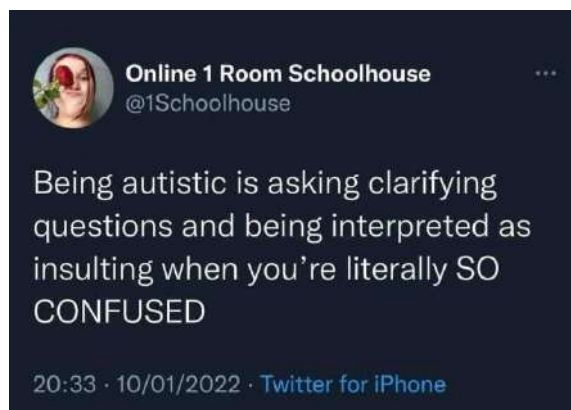 Online 1 Room Schoolhouse
@1Schoolhouse
Being autistic is asking clarifying
questions and being interpreted as
insulting when you're literally SO
CONFUSED
20:33 · 10/01/2022 · Twitter for iPhone